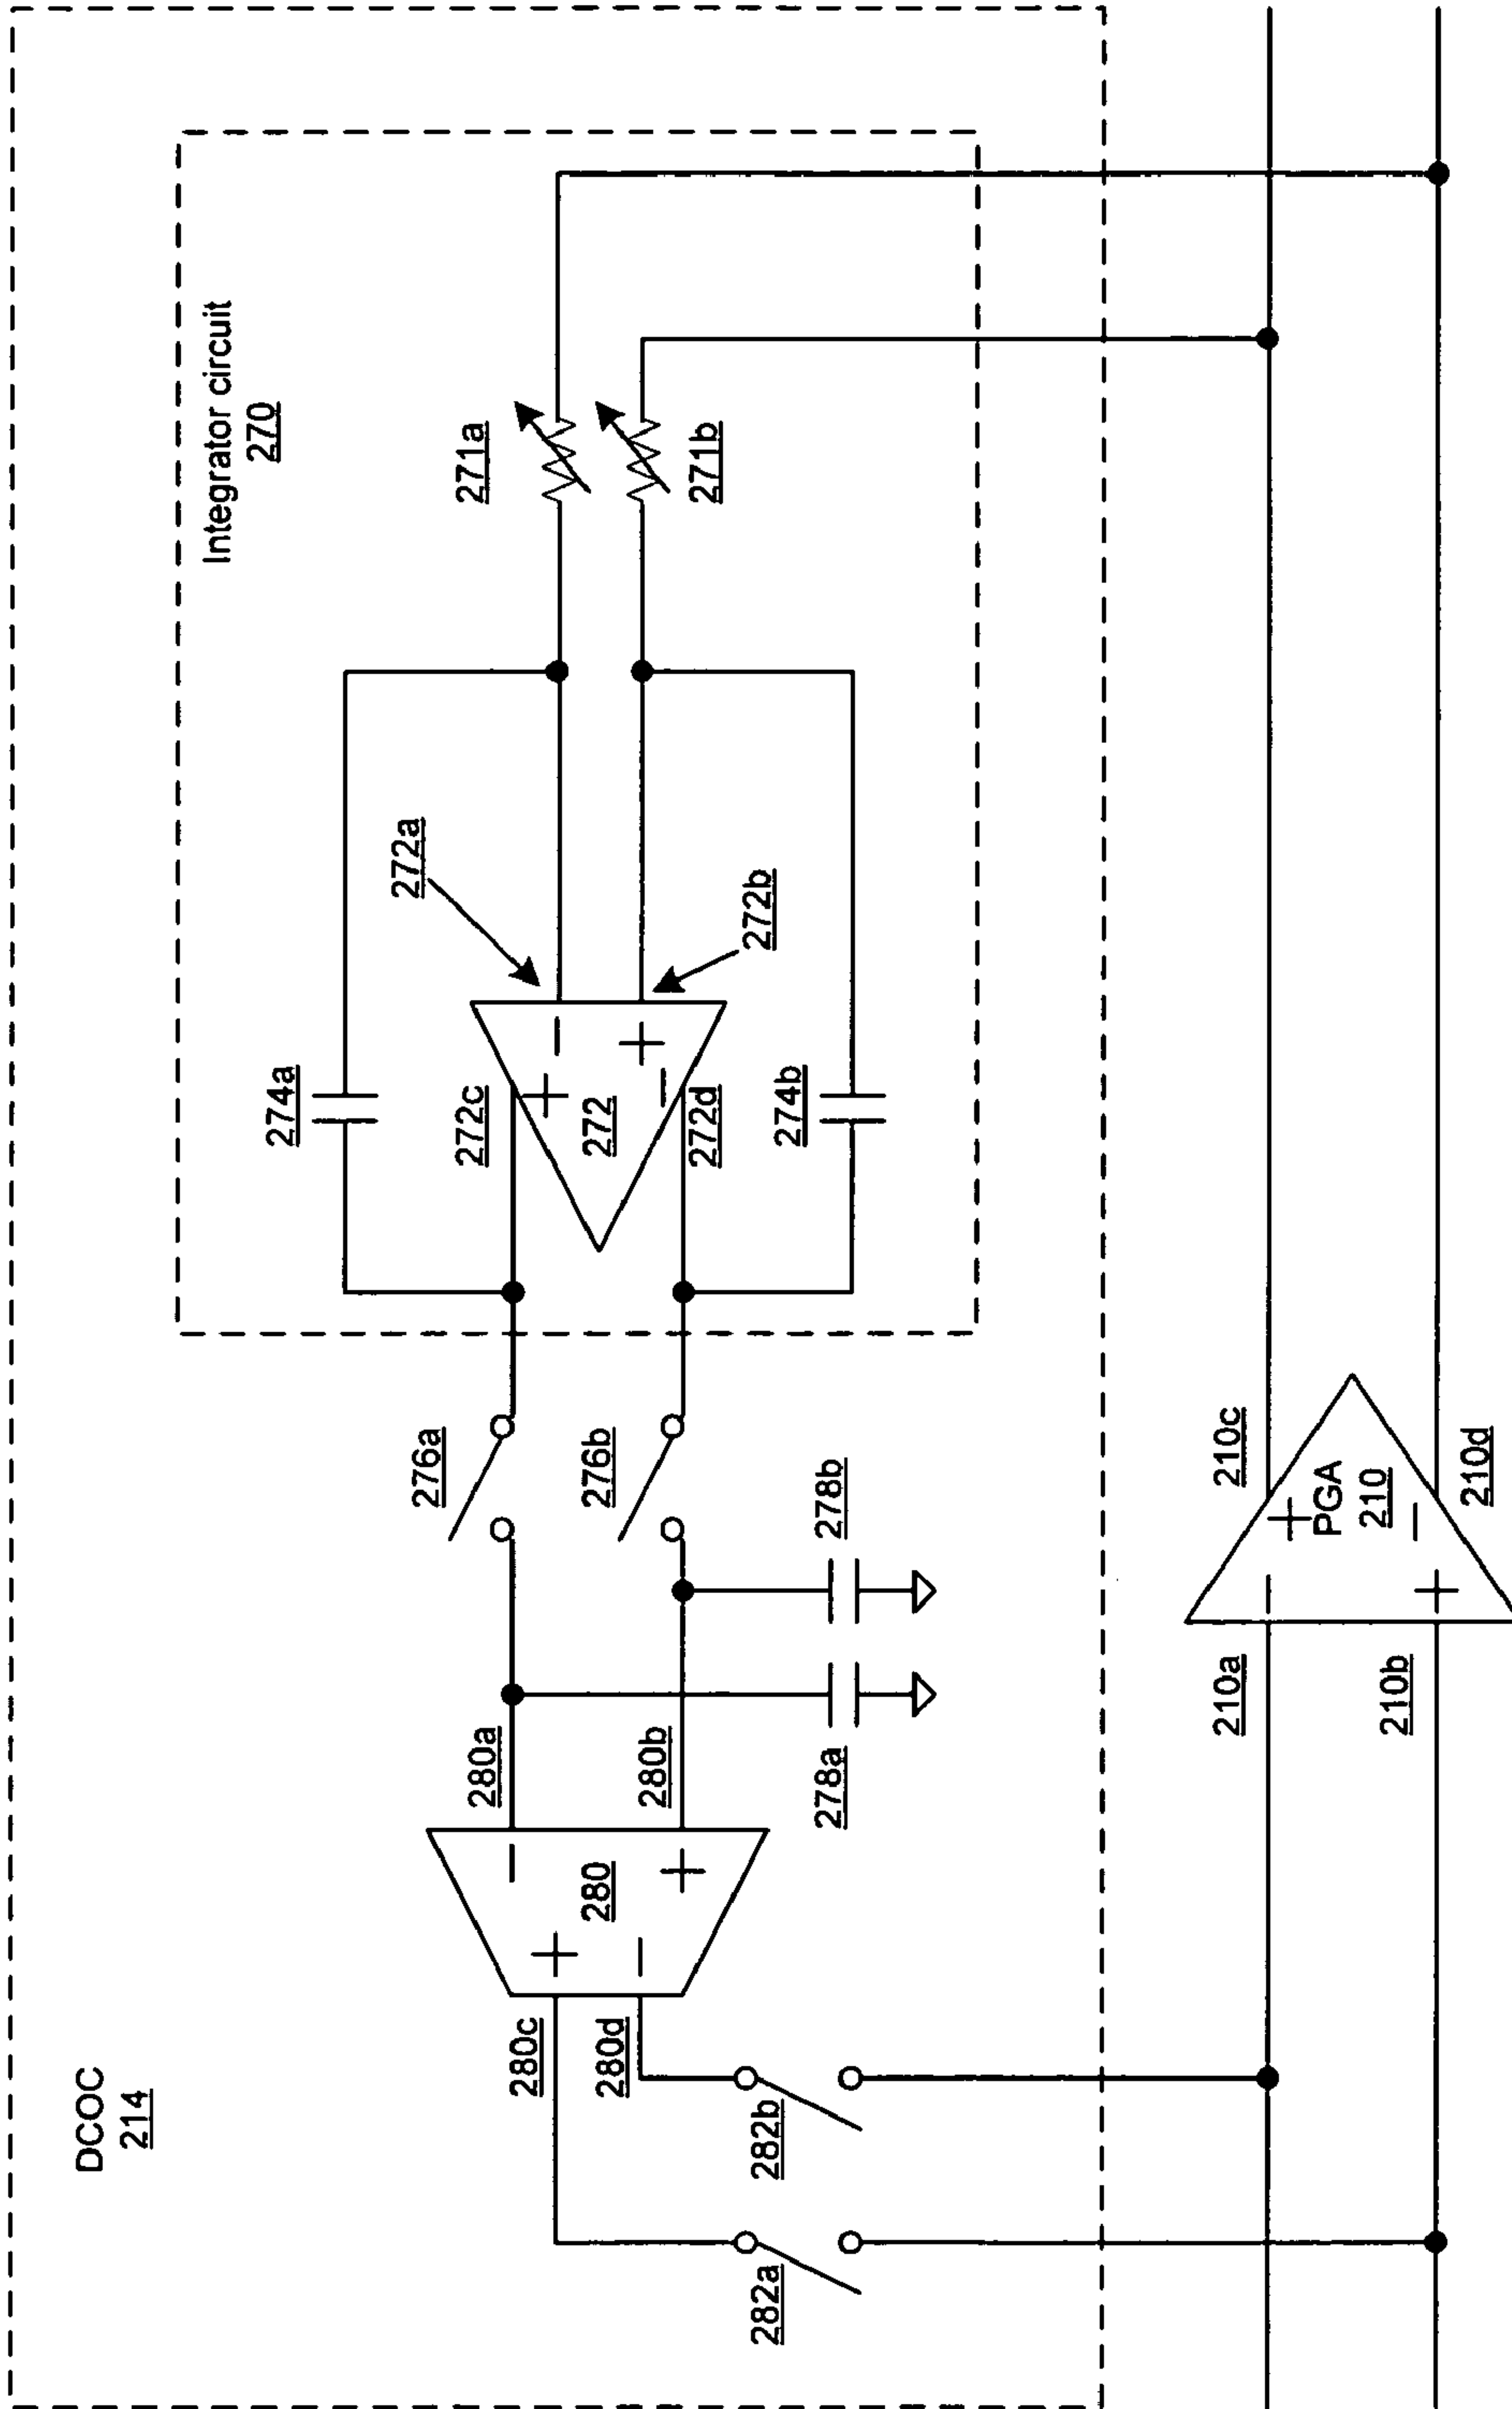 DCOC
214
Integrator circuit
270
271a
271b
272a
272b
274a
272c
+
−
272
+
−
272d
274b
276a
276b
278b
278a
280a
280b
−
+
280
+
−
280c
280d
282b
282a
210a
210b
210c
+
PGA
−
210
−
+
210d